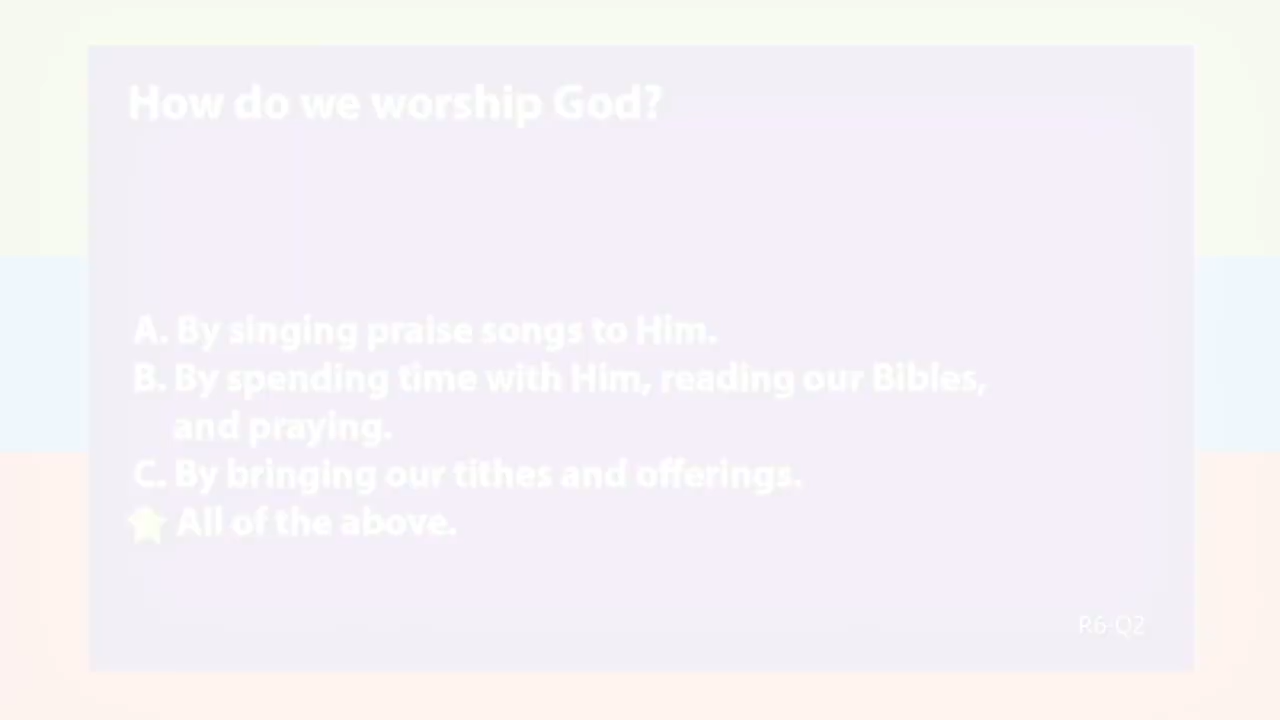 How do we worship God?
A. By singing praise songs to Him.
B. By spending time with Him, reading our Bibles,
and praying.
C. By bringing our tithes and offerings.
All of the above.
R6-Q2